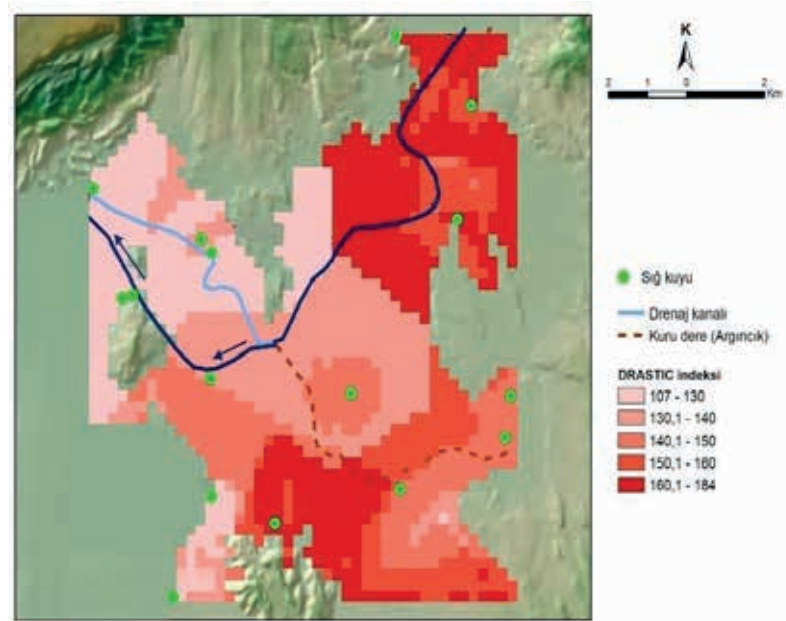 K
2 1 0 2
Km
Sığ kuyu
Drenaj kanalı
Kuru dere (Argıncık)
DRASTIC indeksi
107 - 130
130,1 - 140
140,1 - 150
150,1 - 160
160,1 - 184